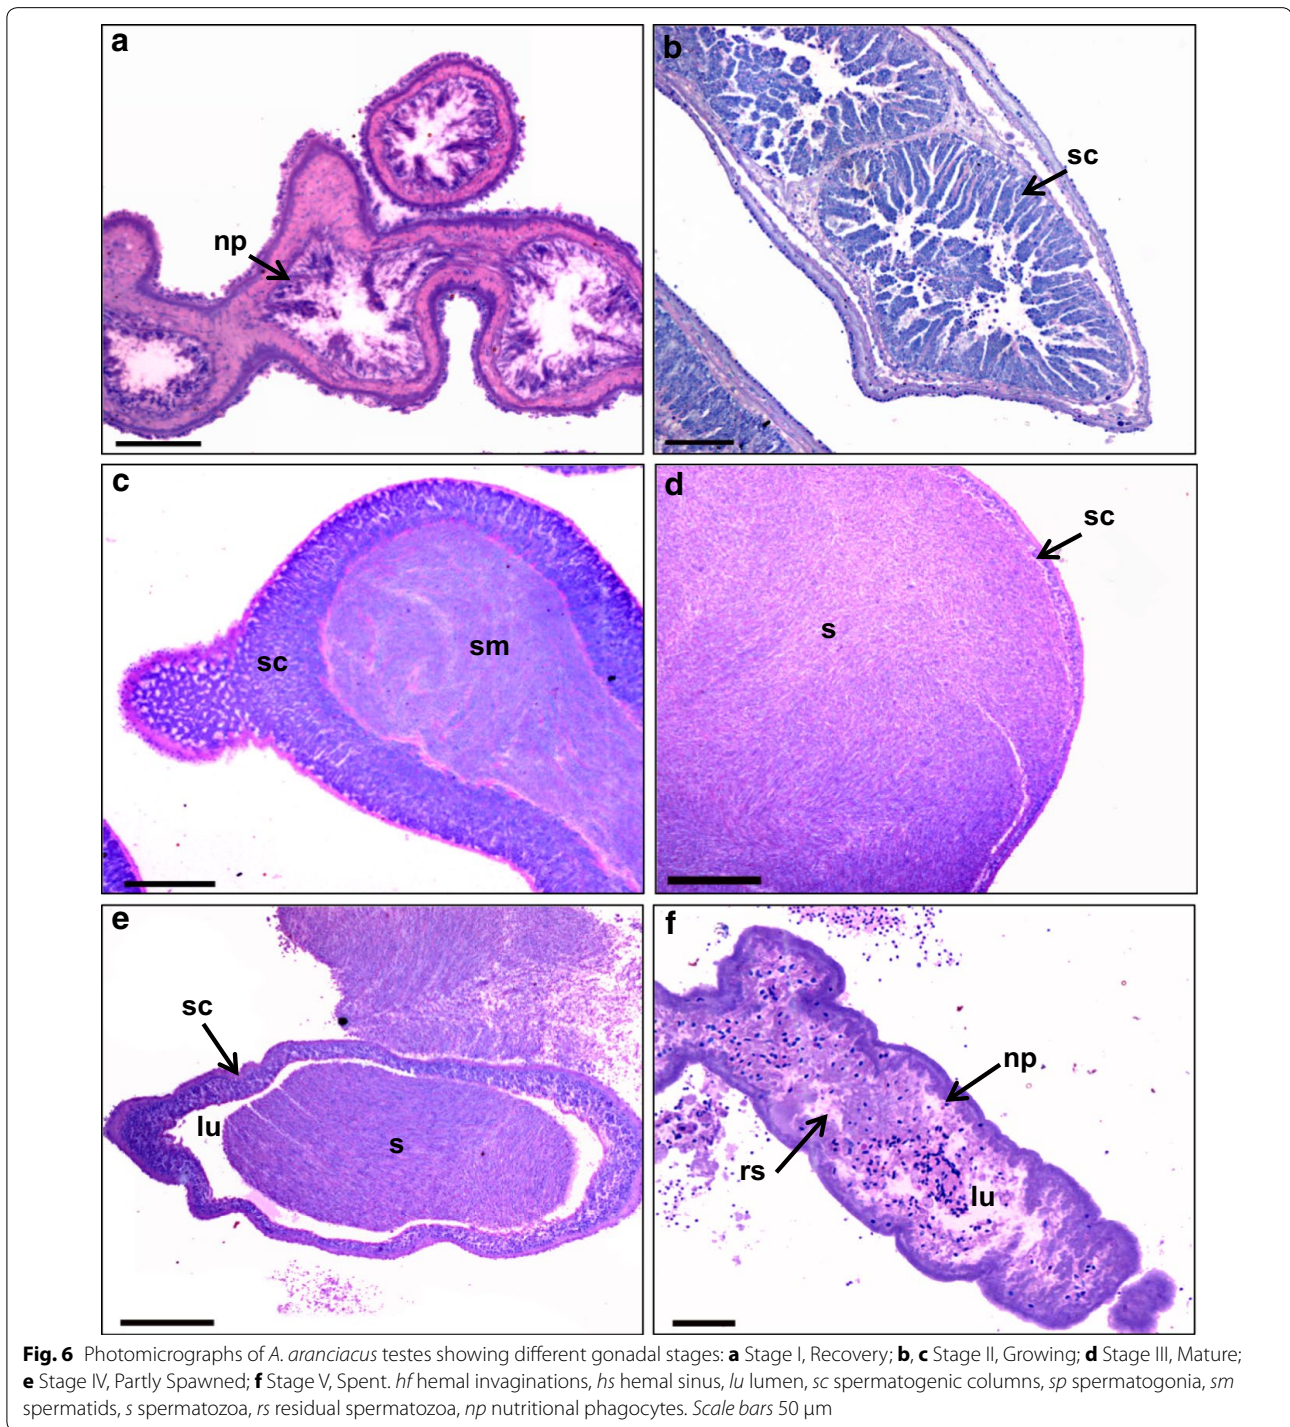 a
b
sc
np
c
d
sc
s
sc
sm
e
f
sc
np
lu
s
rs
lu
Fig. 6 Photomicrographs of A. aranciacus testes showing different gonadal stages: a Stage I, Recovery; b, c Stage II, Growing; d Stage III, Mature;
e Stage IV, Partly Spawned; f Stage V, Spent. hf hemal invaginations, hs hemal sinus, lu lumen, sc spermatogenic columns, sp spermatogonia, sm
spermatids, s spermatozoa, rs residual spermatozoa, np nutritional phagocytes. Scale bars 50 µm